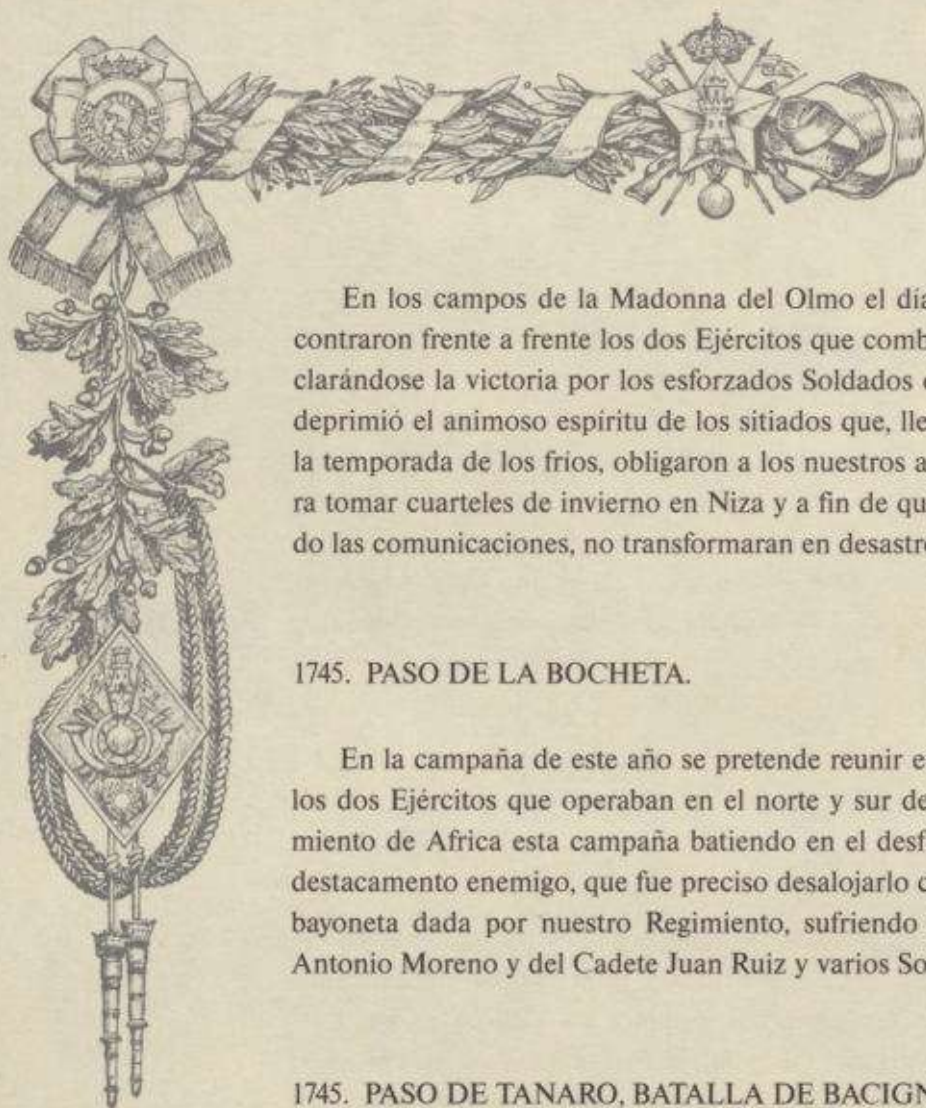 En los campos de la Madonna del Olmo el día
contraron frente a frente los dos Ejércitos que comb
clarándose la victoria por los esforzados Soldados
deprimió el animoso espíritu de los sitiados que, lle
la temporada de los fríos, obligaron a los nuestros a
ra tomar cuarteles de invierno en Niza y a fin de qu
do las comunicaciones, no transformaran en desastr
1745. PASO DE LA BOCHETA.
En la campaña de este año se pretende reunir e
los dos Ejércitos que operaban en el norte y sur de
miento de Africa esta campaña batiendo en el desf
destacamento enemigo, que fue preciso desalojarlo
bayoneta dada por nuestro Regimiento, sufriendo
Antonio Moreno y del Cadete Juan Ruiz y varios So
1745. PASO DE TANARO, BATALLA DE BACIGN